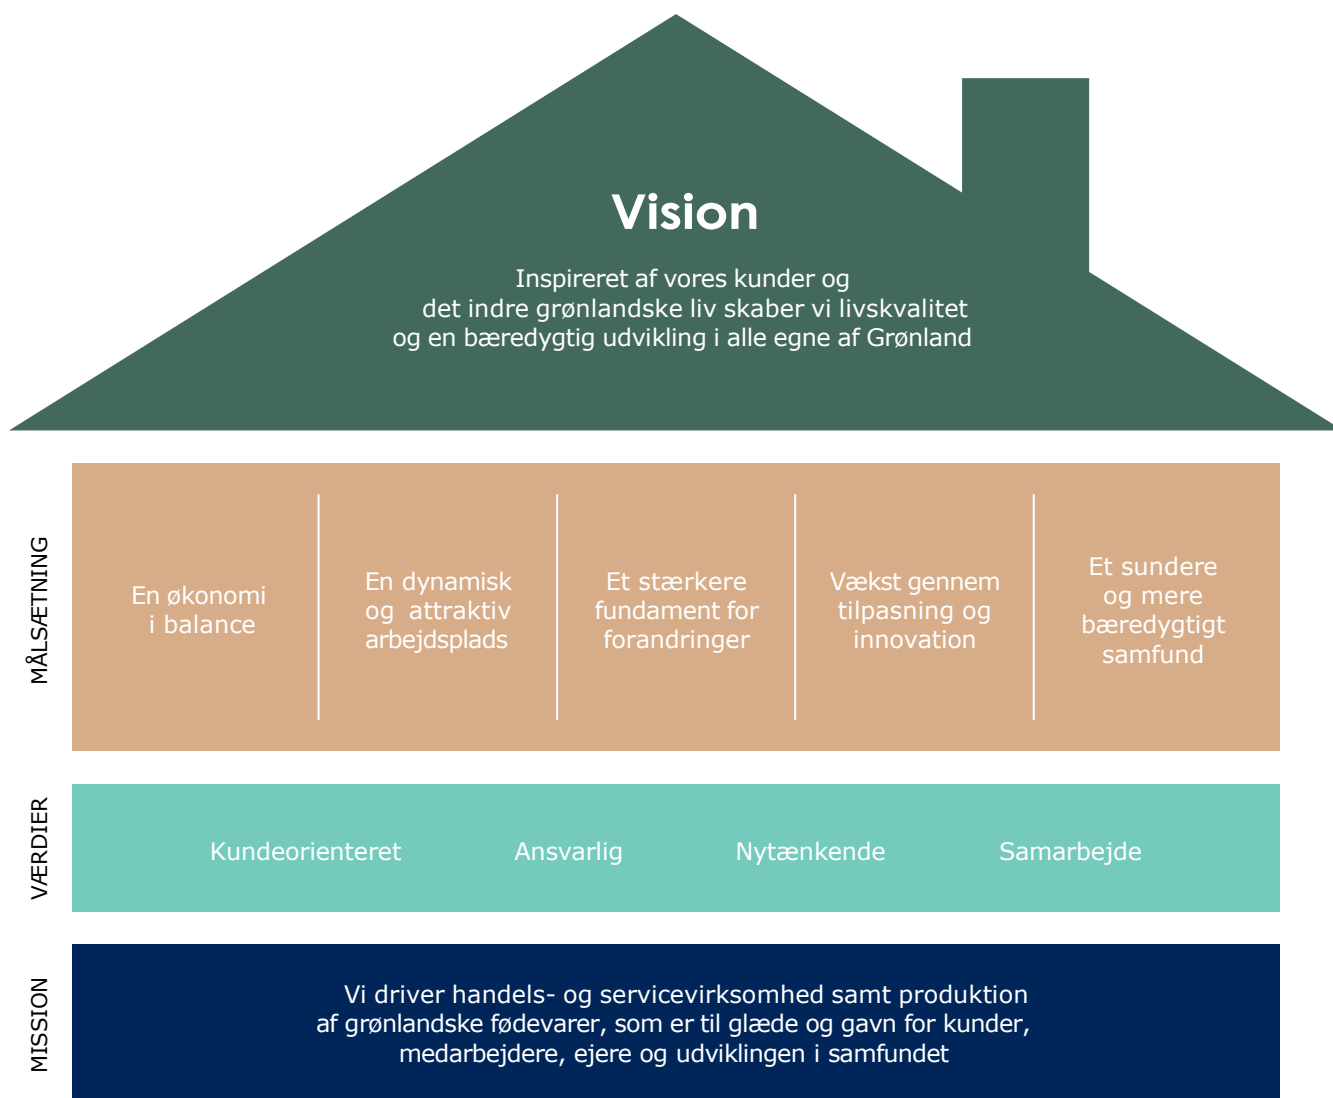 Vision
Inspireret af vores kunder og
det indre grønlandske liv skaber vi livskvalitet
og en bæredygtig udvikling i alle egne af Grønland
MÅLSÆTNING
En økonomi
i balance
En dynamisk
og attraktiv
arbejdsplads
Et stærkere
fundament for
forandringer
Vækst gennem
tilpasning og
innovation
Et sundere
og mere
bæredygtigt
samfund
VÆRDIER
Kundeorienteret
Ansvarlig
Nytænkende
Samarbejde
MISSION
Vi driver handels- og servicevirksomhed samt produktion
af grønlandske fødevarer, som er til glæde og gavn for kunder,
medarbejdere, ejere og udviklingen i samfundet